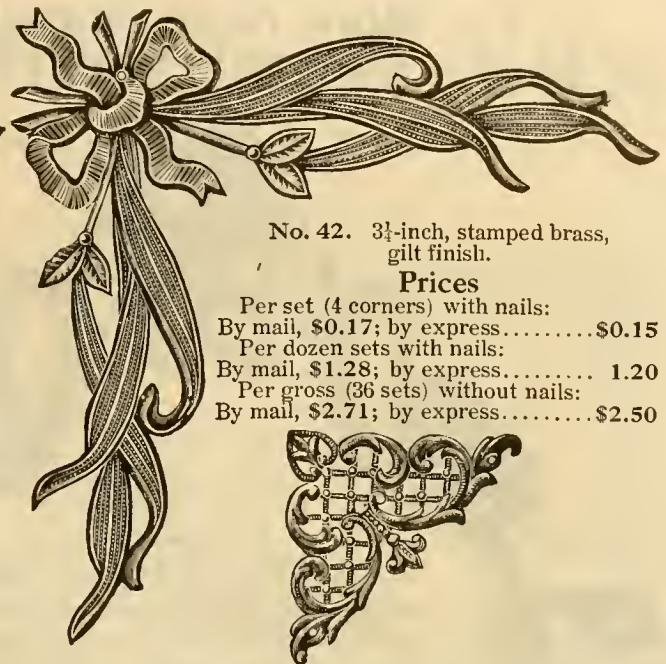 No. 42. 3¼-inch, stamped brass,
gilt finish.
Prices
Per set (4 corners) with nails:
By mail, $0.17; by express.........$0.15
Per dozen sets with nails:
By mail, $1.28; by express......... 1.20
Per gross (36 sets) without nails:
By mail, $2.71; by express.........$2.50